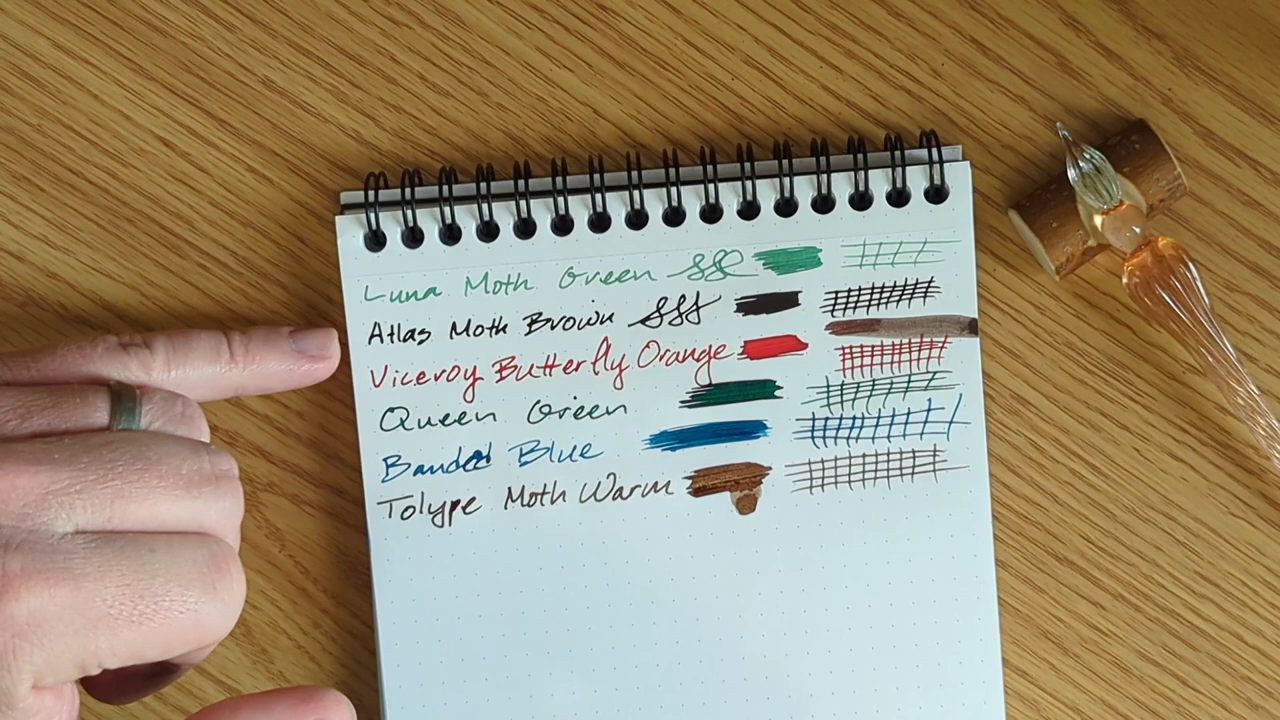 Luna Moth Green
Atlas Moth Brown
Viceroy Butterfly Orange
Queen Green
Banded Blue
Tolype Moth Warm